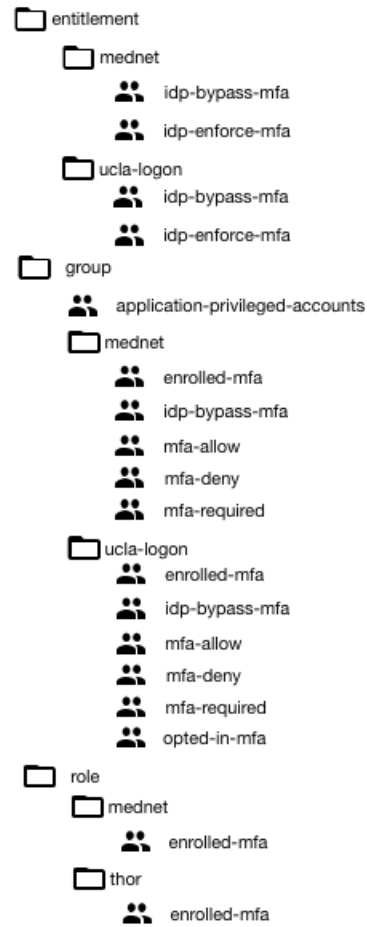 entitlement
mednet
idp-bypass-mfa
idp-enforce-mfa
ucla-logon
idp-bypass-mfa
idp-enforce-mfa
group
application-privileged-accounts
mednet
enrolled-mfa
idp-bypass-mfa
mfa-allow
mfa-deny
mfa-required
ucla-logon
enrolled-mfa
idp-bypass-mfa
mfa-allow
mfa-deny
mfa-required
opted-in-mfa
role
mednet
enrolled-mfa
thor
enrolled-mfa